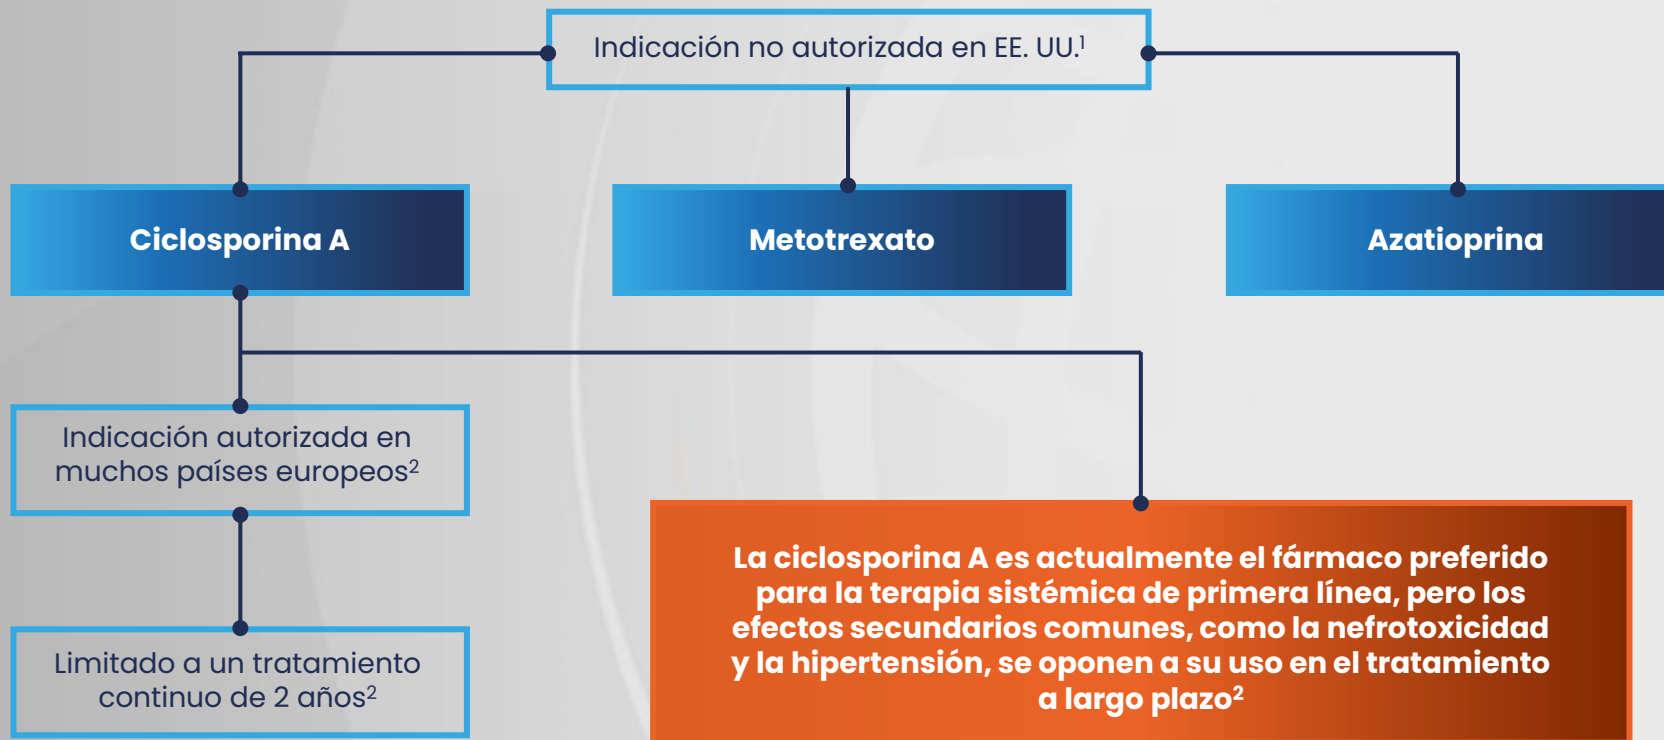 Indicación no autorizada en EE. UU.¹
Ciclosporina A
Metotrexato
Azatioprina
Indicación autorizada en
muchos países europeos²
Limitado a un tratamiento
continuo de 2 años²
La ciclosporina A es actualmente el fármaco preferido
para la terapia sistémica de primera línea, pero los
efectos secundarios comunes, como la nefrotoxicidad
y la hipertensión, se oponen a su uso en el tratamiento
a largo plazo²